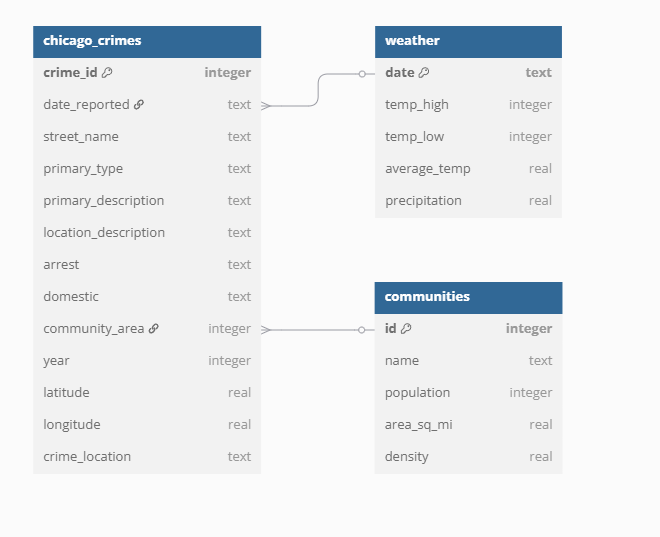 chicago_crimes
crime_id integer
date_reported text
street_name text
primary_type text
primary_description text
location_description text
arrest text
domestic text
community_area integer
year integer
latitude real
longitude real
crime_location text
weather
date text
temp_high integer
temp_low integer
average_temp real
precipitation real
communities
id integer
name text
population integer
area_sq_mi real
density real